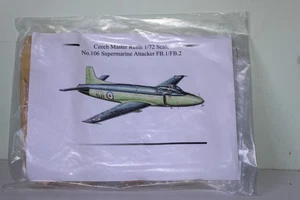 Czech Master Resin 1/72 Scale
No.106 Supermarine Attacker FB.1/FB.2